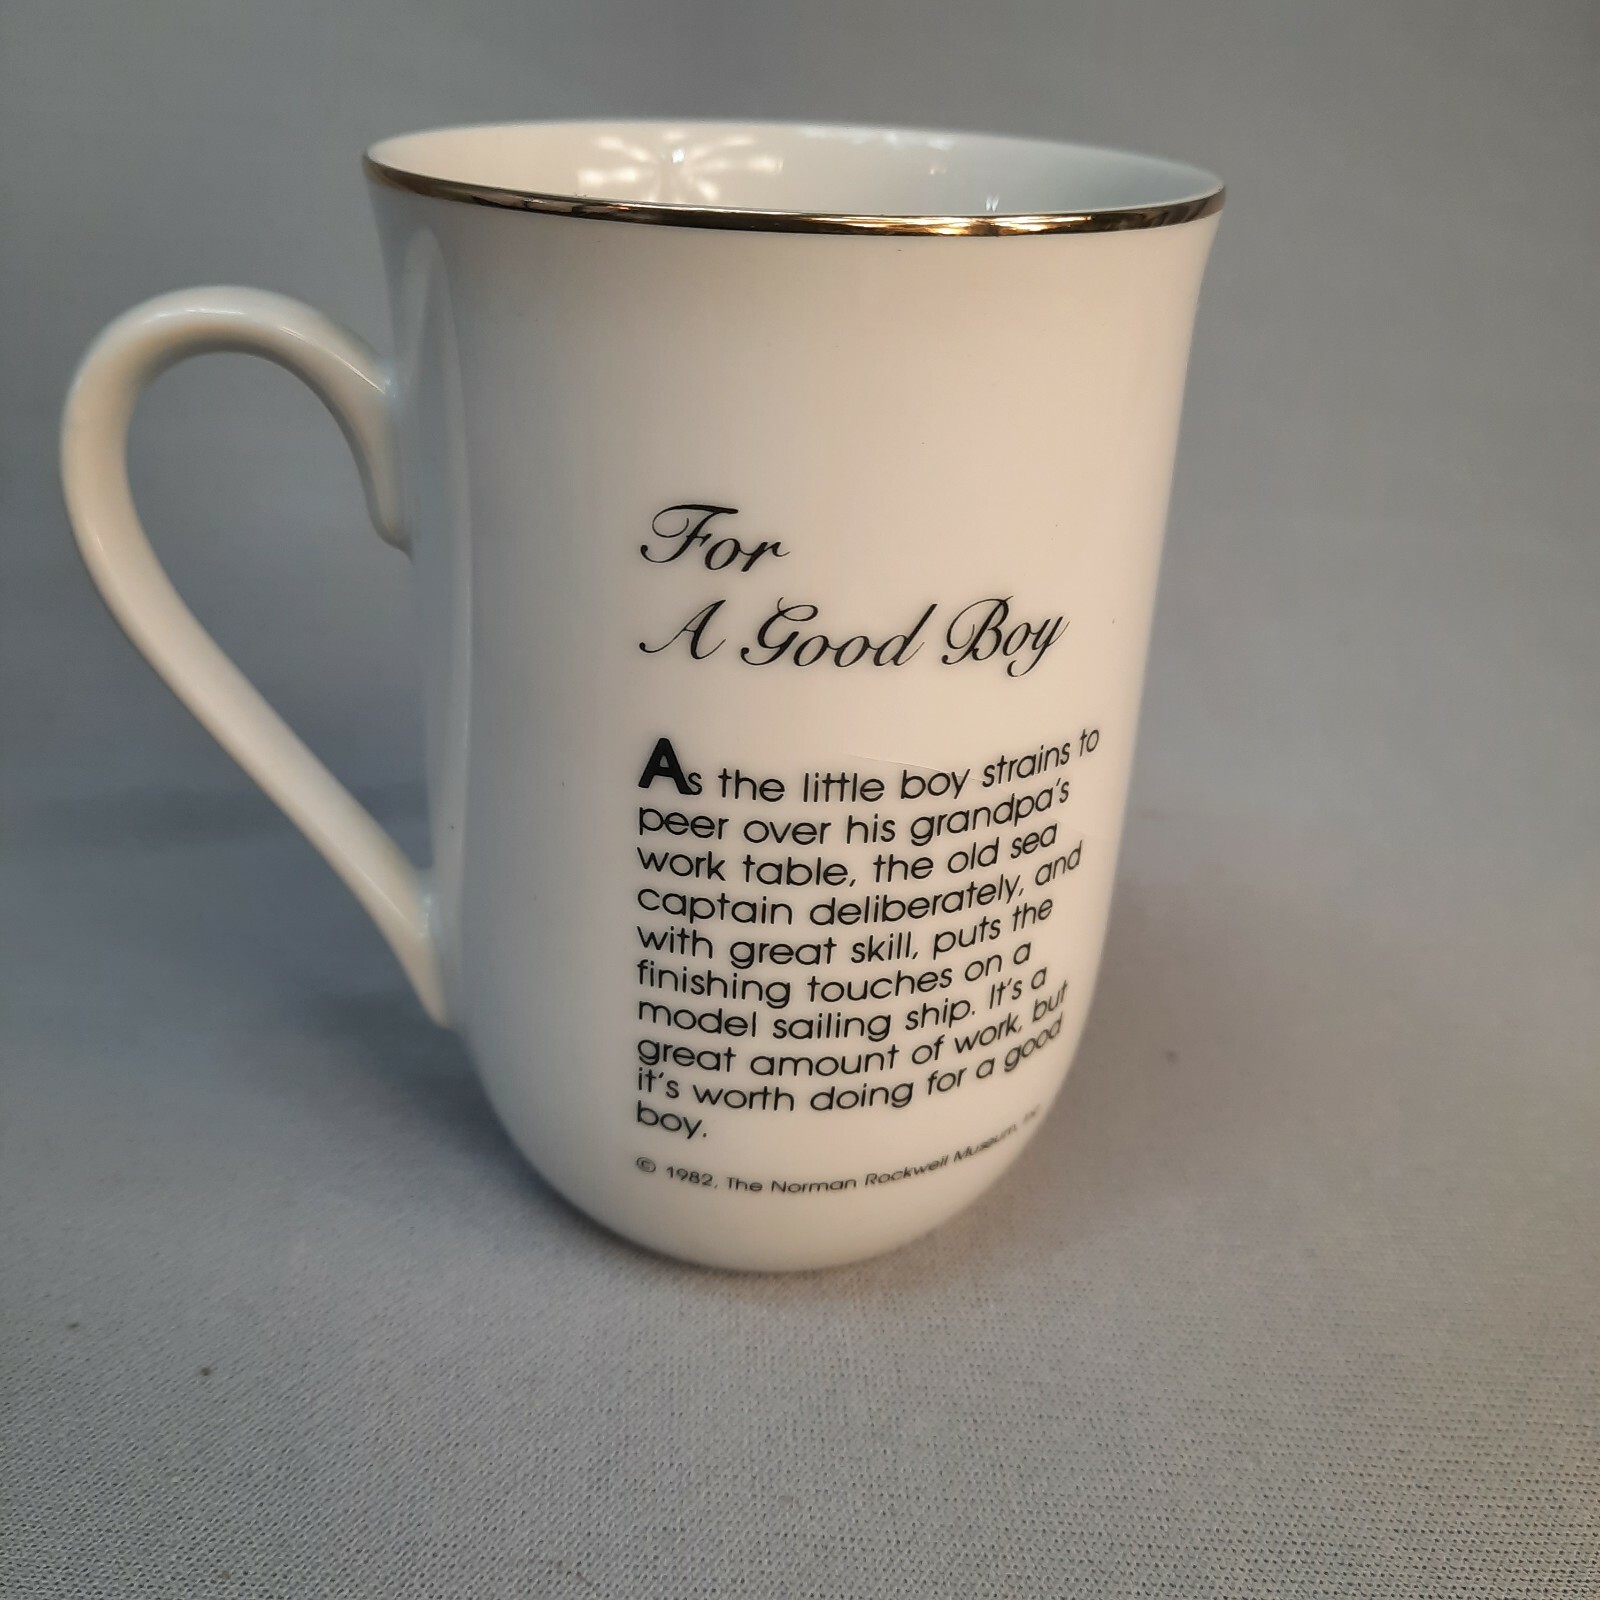 For
A Good Boy
As the little boy strains to
peer over his grandpa's
work table, the old sea
captain deliberately, and
with great skill, puts the
finishing touches on a
model sailing ship. It's a
great amount of work, but
it's worth doing for a good
boy.
© 1982, The Norman Rockwell Museum, Inc.